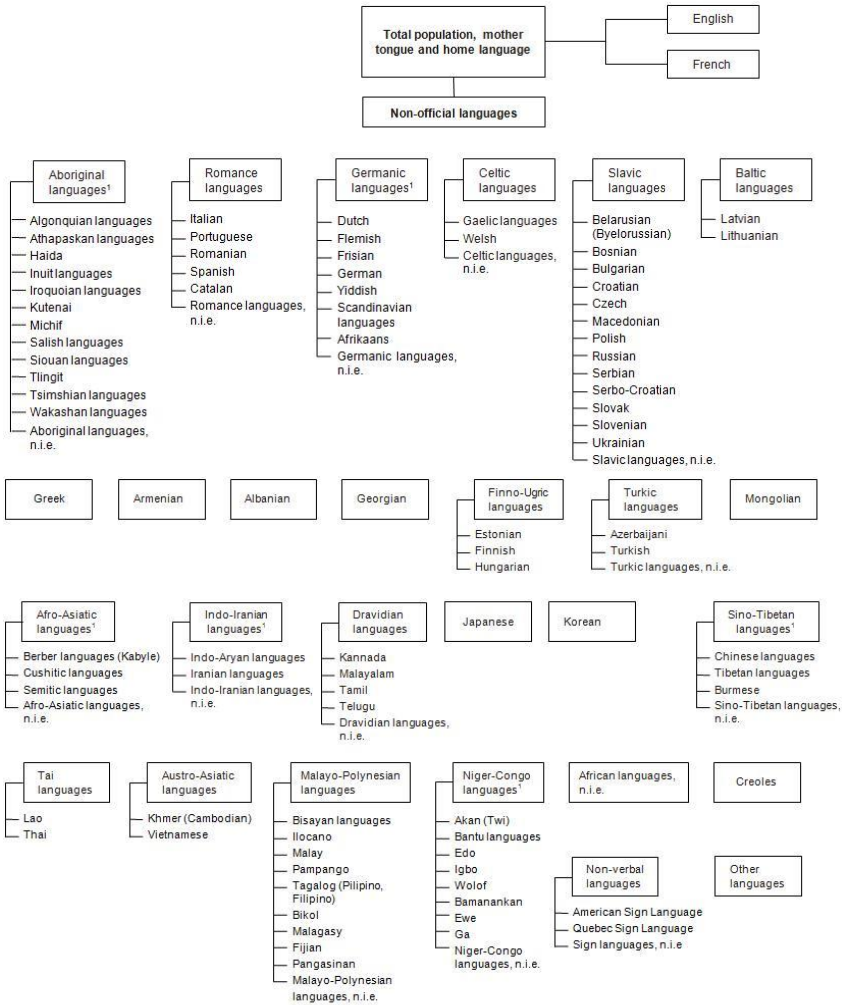 Total population, mother
tongue and home language
English
French
Non-official languages
Aboriginal
languages¹
Algonquian languages
Athapaskan languages
Haida
Inuit languages
Iroquoian languages
Kutenai
Michif
Salish languages
Siouan languages
Tlingit
Tsimshian languages
Wakashan languages
Aboriginal languages,
n.i.e.
Romance
languages
Italian
Portuguese
Romanian
Spanish
Catalan
Romance languages,
n.i.e.
Germanic
languages¹
Dutch
Flemish
Frisian
German
Yiddish
Scandinavian
languages
Afrikaans
Germanic languages,
n.i.e.
Celtic
languages
Gaelic languages
Welsh
Celtic languages,
n.i.e.
Slavic
languages
Belarusian
(Byelorussian)
Bosnian
Bulgarian
Croatian
Czech
Macedonian
Polish
Russian
Serbian
Serbo-Croatian
Slovak
Slovenian
Ukrainian
Slavic languages, n.i.e.
Baltic
languages
Latvian
Lithuanian
Greek
Armenian
Albanian
Georgian
Finno-Ugric
languages
Estonian
Finnish
Hungarian
Turkic
languages
Azerbaijani
Turkish
Turkic languages, n.i.e.
Mongolian
Afro-Asiatic
languages¹
Berber languages (Kabyle)
Cushitic languages
Semitic languages
Afro-Asiatic languages,
n.i.e.
Indo-Iranian
languages¹
Indo-Aryan languages
Iranian languages
Indo-Iranian languages,
n.i.e.
Dravidian
languages
Kannada
Malayalam
Tamil
Telugu
Dravidian languages,
n.i.e.
Japanese
Korean
Sino-Tibetan
languages¹
Chinese languages
Tibetan languages
Burmese
Sino-Tibetan languages,
n.i.e.
Tai
languages
Lao
Thai
Austro-Asiatic
languages
Khmer (Cambodian)
Vietnamese
Malayo-Polynesian
languages
Bisayan languages
Ilocano
Malay
Pampango
Tagalog (Pilipino,
Filipino)
Bikol
Malagasy
Fijian
Pangasinan
Malayo-Polynesian
languages, n.i.e.
Niger-Congo
languages¹
Akan (Twi)
Bantu languages
Edo
Igbo
Wolof
Bamanankan
Ewe
Ga
Niger-Congo
languages, n.i.e.
African languages,
n.i.e.
Creoles
Non-verbal
languages
American Sign Language
Quebec Sign Language
Sign languages, n.i.e
Other
languages